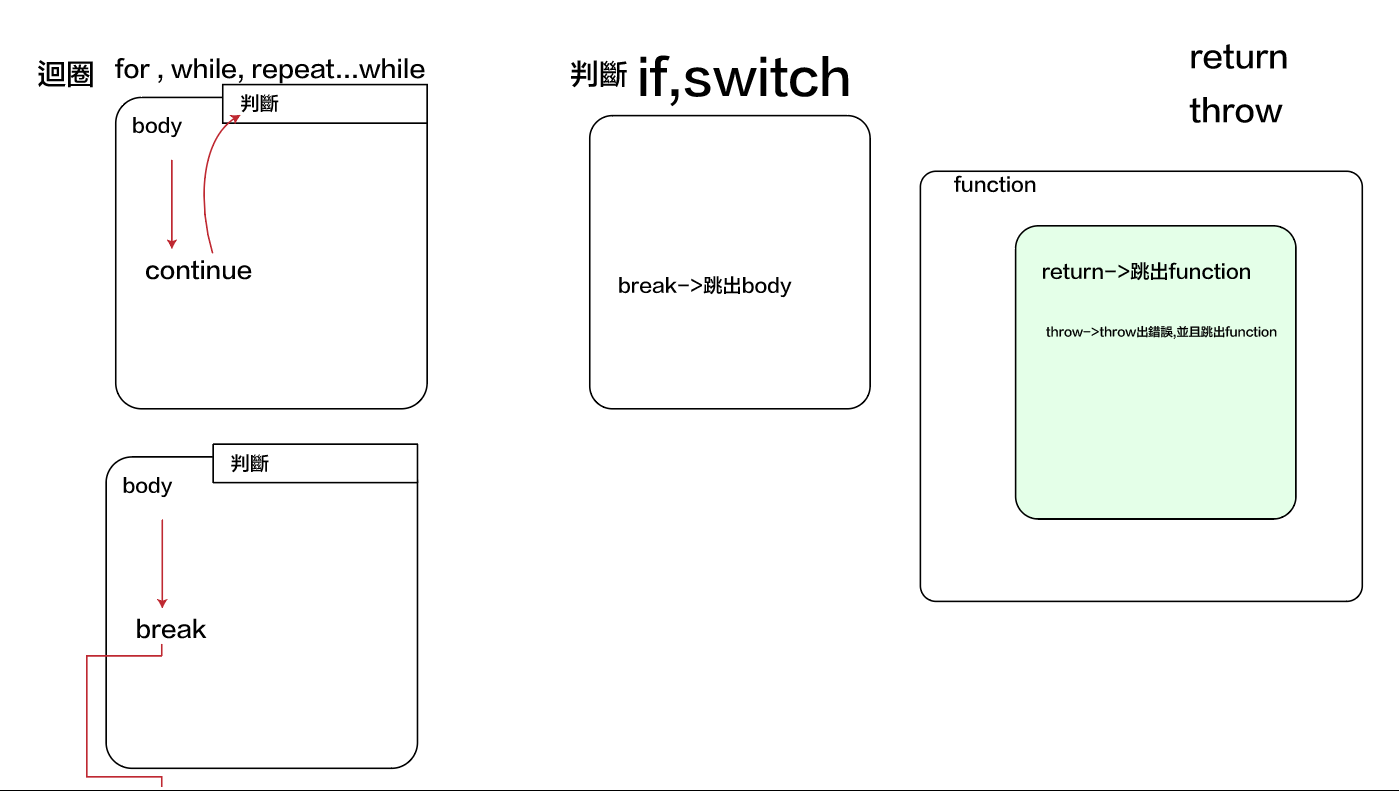 迴圈 for , while, repeat...while
判斷
body
continue
判斷
body
break
判斷 if,switch
break->跳出body
return
throw
function
return->跳出function
throw->throw出錯誤,並且跳出function